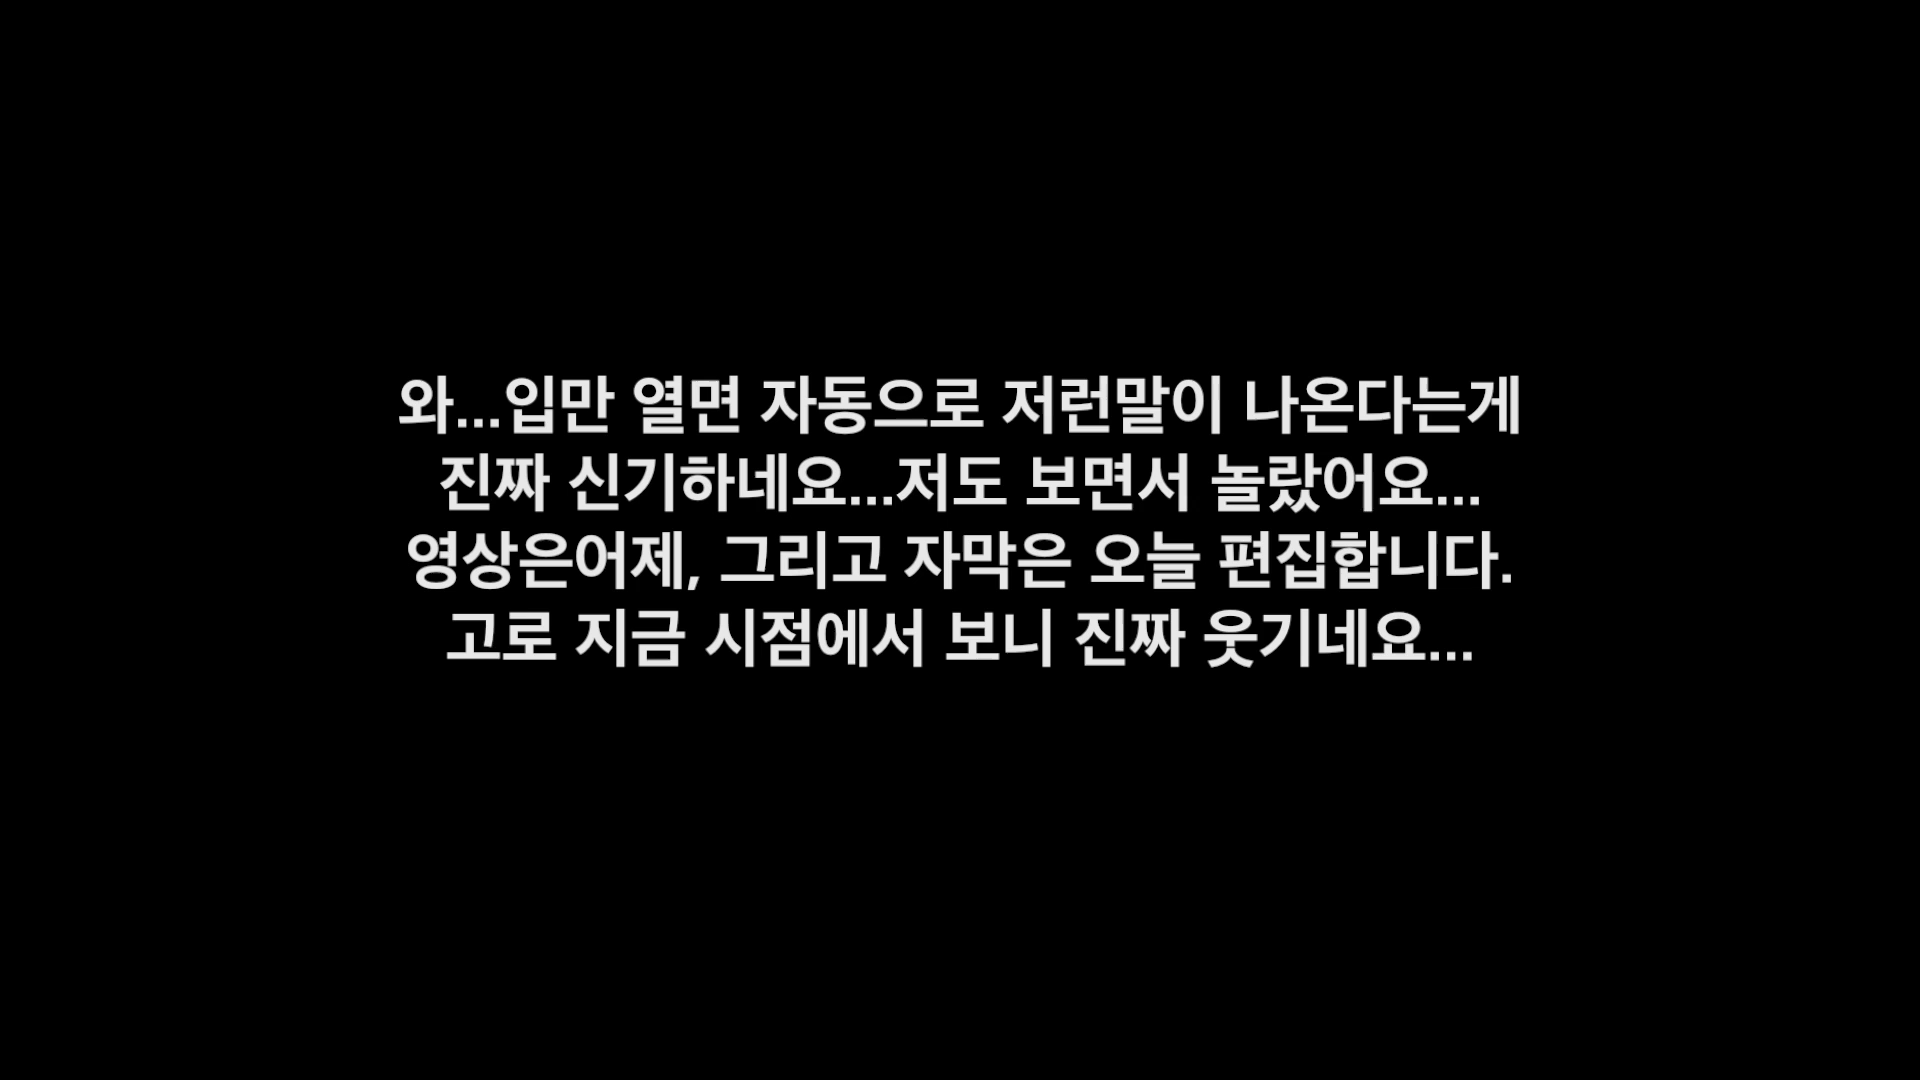 와...입만 열면 자동으로 저런말이 나온다는게
진짜 신기하네요...저도 보면서 놀랐어요...
영상은어제, 그리고 자막은 오늘 편집합니다.
고로 지금 시점에서 보니 진짜 웃기네요...